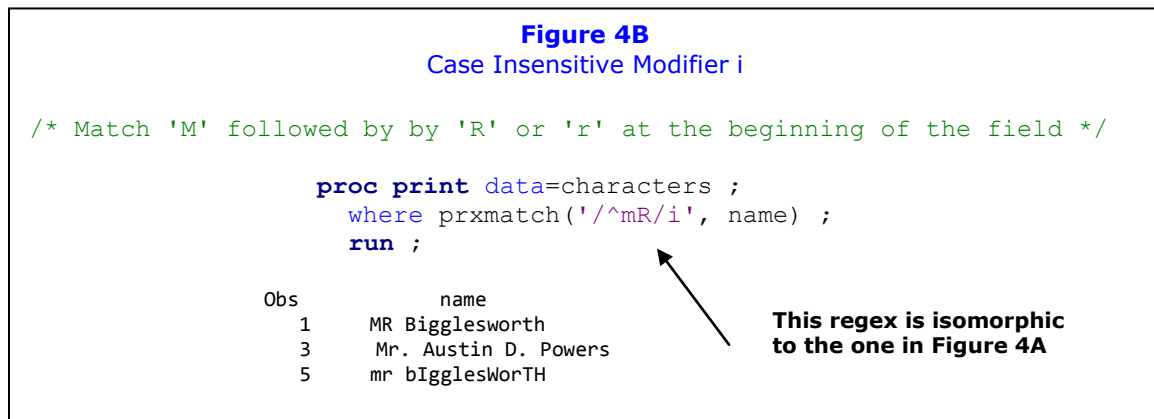 Figure 4B
Case Insensitive Modifier i
/* Match 'M' followed by by 'R' or 'r' at the beginning of the field */
proc print data=characters ;
where prxmatch('/^mR/i', name) ;
run ;
Obs name
1 MR Bigglesworth
3 Mr. Austin D. Powers
5 mr bIgglesWorTH
This regex is isomorphic
to the one in Figure 4A